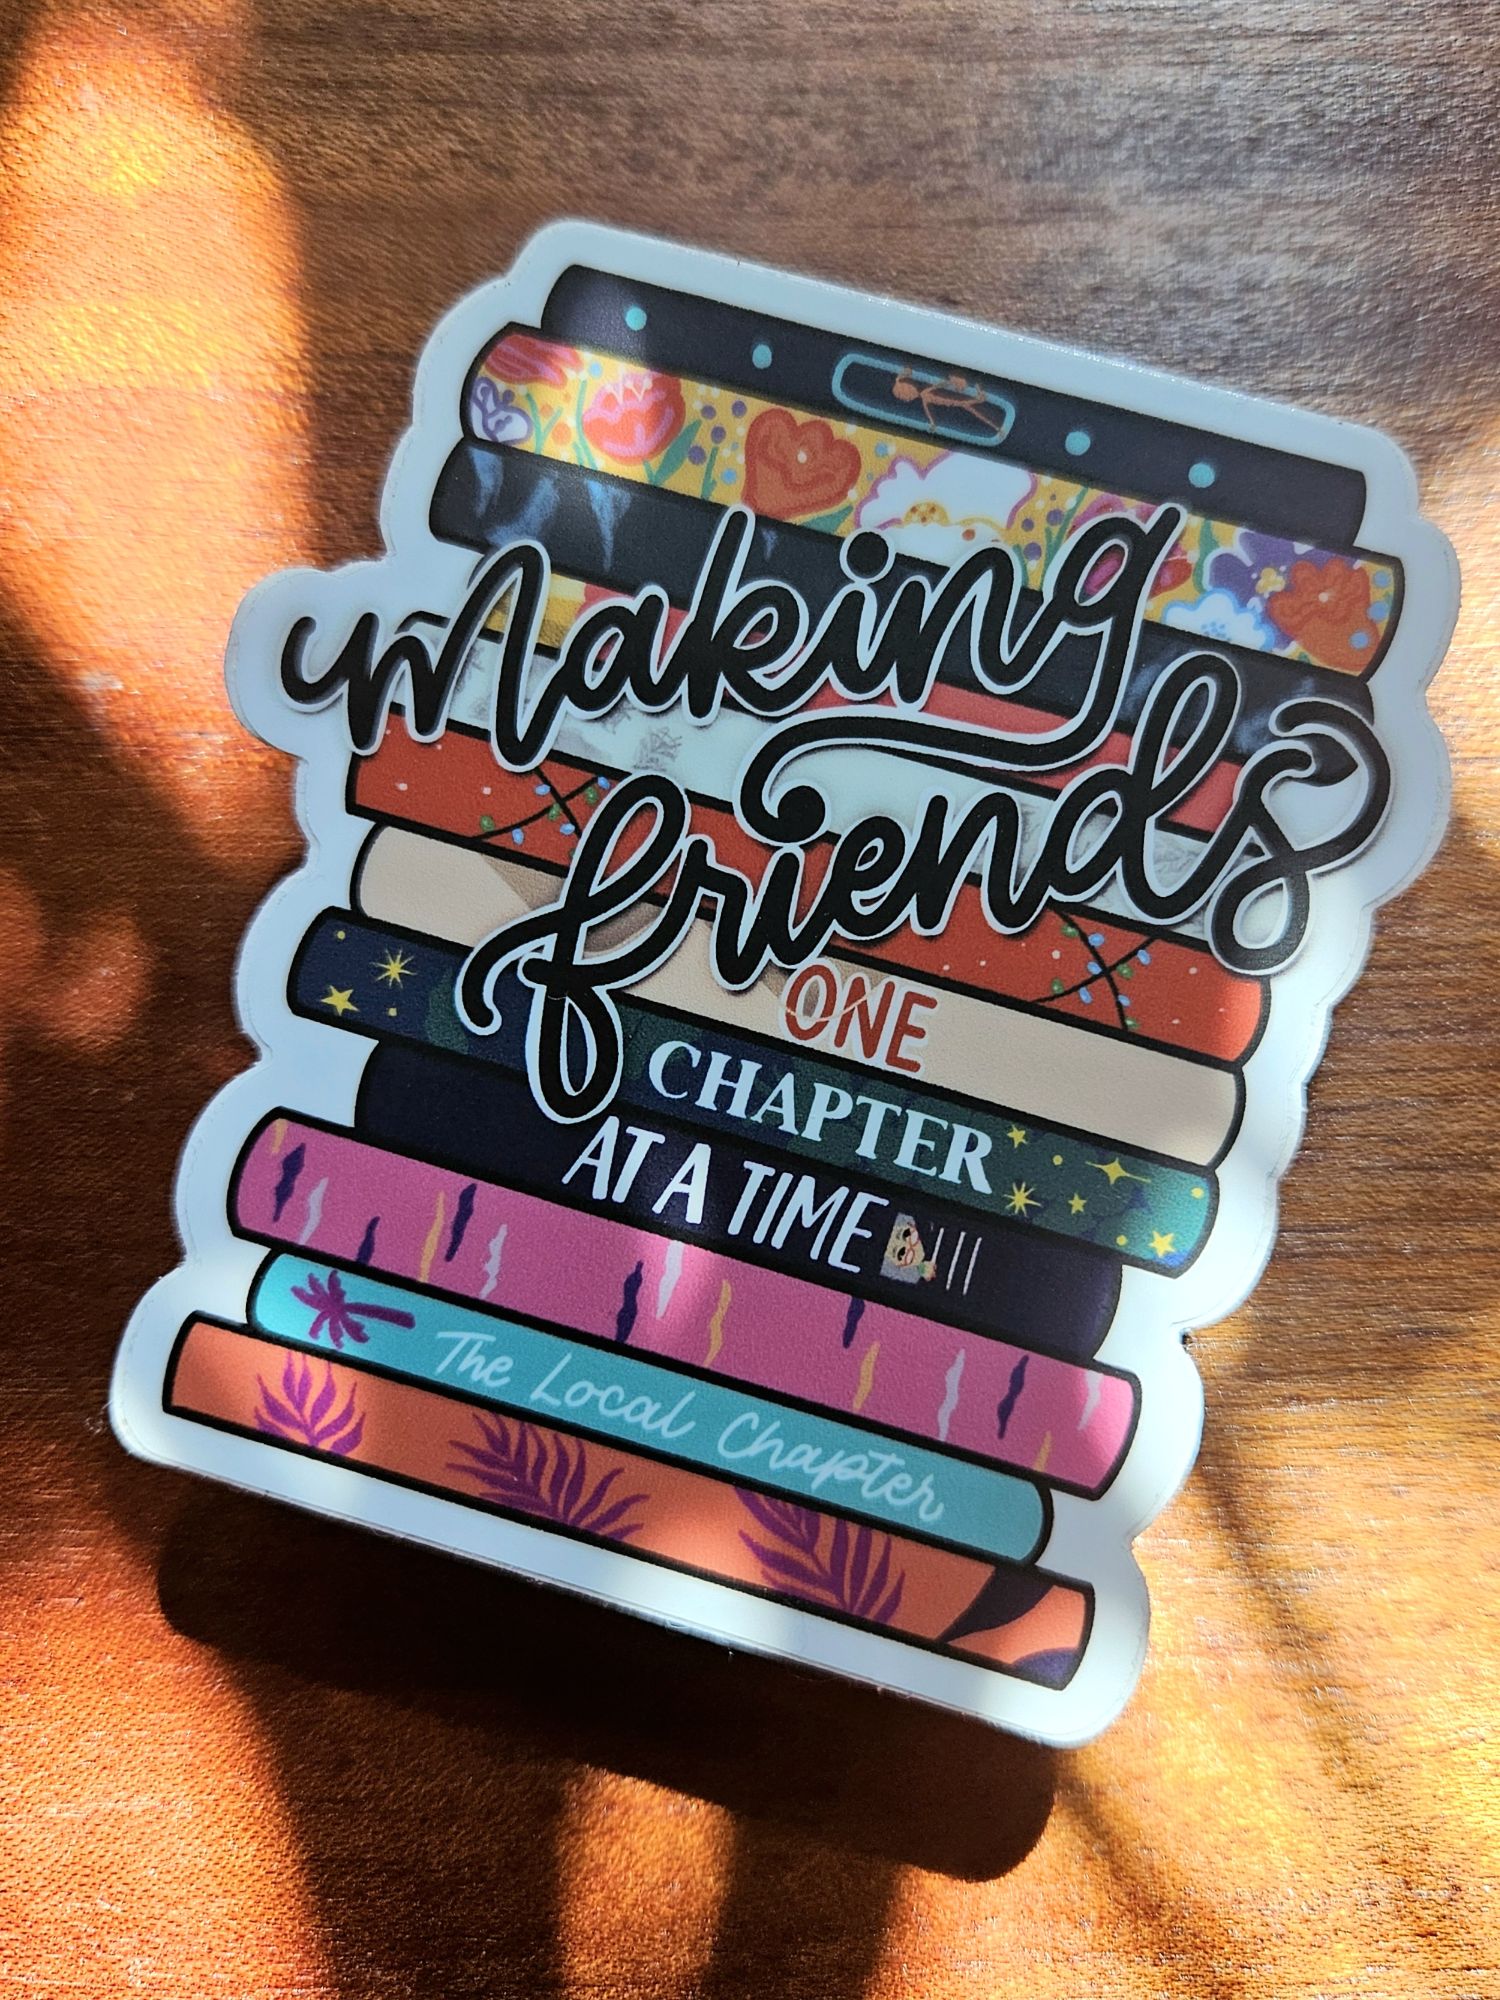 making
friends
ONE
CHAPTER
AT A TIME
The Local Chapter